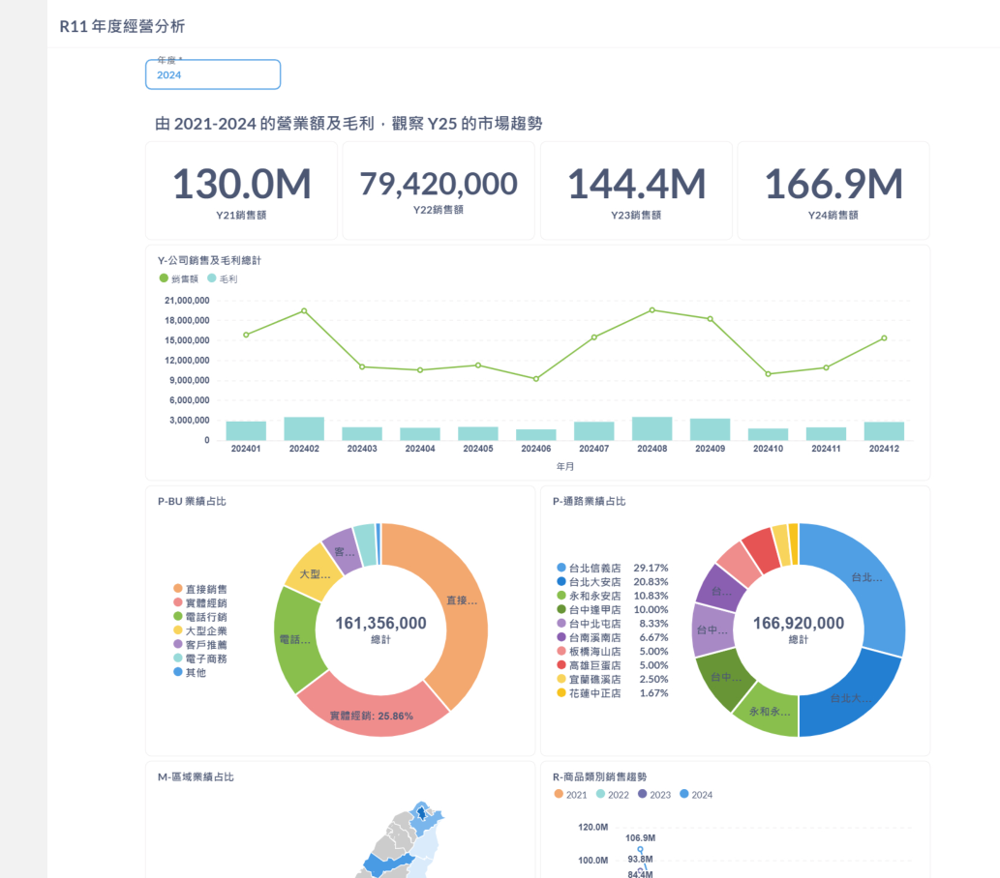 R11 年度經營分析
年度 *
2024
由 2021-2024 的營業額及毛利，觀察 Y25 的市場趨勢
130.0M
Y21銷售額
79,420,000
Y22銷售額
144.4M
Y23銷售額
166.9M
Y24銷售額
Y-公司銷售及毛利總計
銷售額 毛利
21,000,000
18,000,000
15,000,000
12,000,000
9,000,000
6,000,000
3,000,000
0
202401 202402 202403 202404 202405 202406 202407 202408 202409 202410 202411 202412
年月
P-BU 業績占比
直接銷售
實體經銷
電話行銷
大型企業
客戶推薦
電子商務
其他
客...
大型...
直接...
電話...
實體經銷: 25.86%
161,356,000
總計
P-通路業績占比
台北信義店 29.17%
台北大安店 20.83%
永和永安店 10.83%
台中逢甲店 10.00%
台中北屯店 8.33%
台南溪南店 6.67%
板橋海山店 5.00%
高雄巨蛋店 5.00%
宜蘭礁溪店 2.50%
花蓮中正店 1.67%
台北...
台...
台中...
台中...
台北大...
永和永...
166,920,000
總計
M-區域業績占比
R-商品類別銷售趨勢
2021 2022 2023 2024
120.0M
106.9M
100.0M
93.8M
84.4M